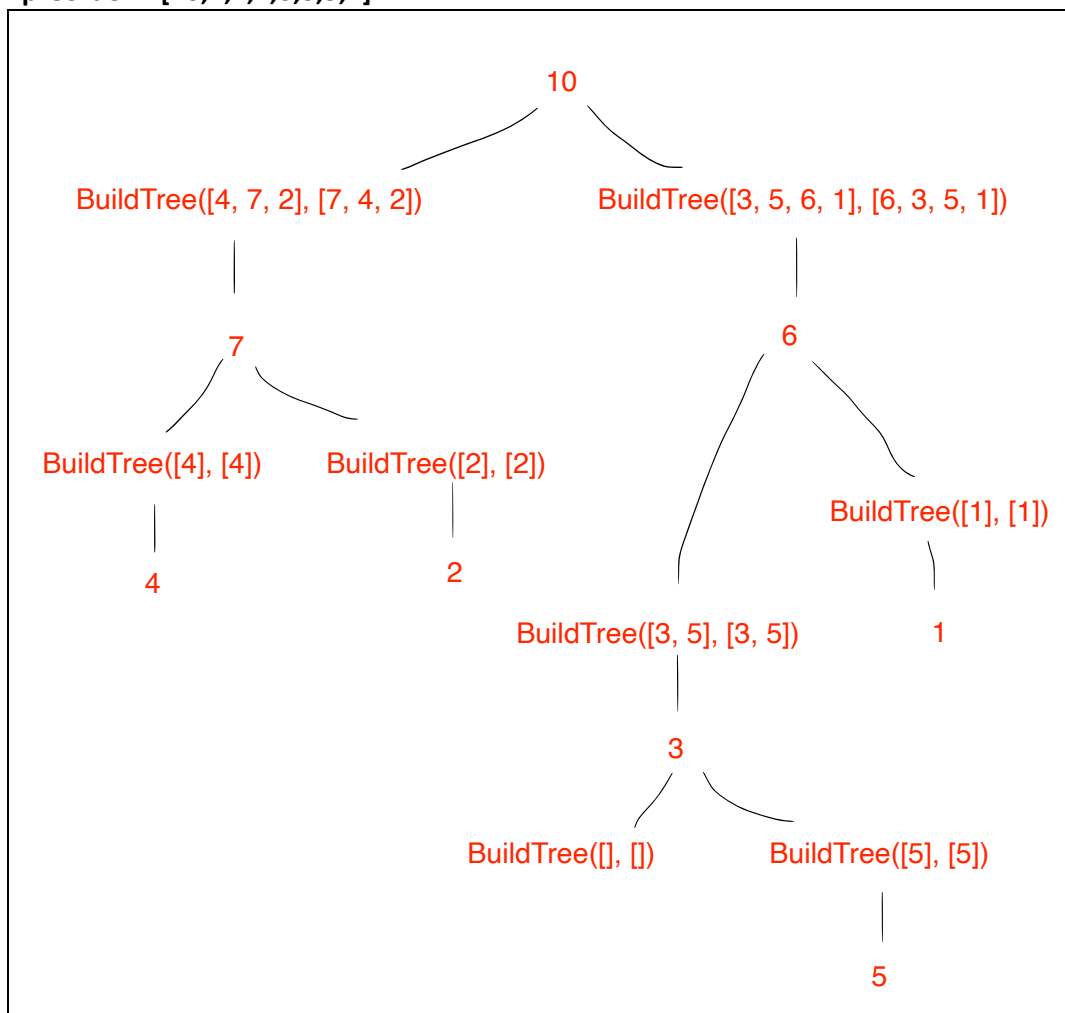 10
BuildTree([4, 7, 2], [7, 4, 2]) BuildTree([3, 5, 6, 1], [6, 3, 5, 1])
7 6
BuildTree([4], [4]) BuildTree([2], [2])
BuildTree([1], [1])
4 2
BuildTree([3, 5], [3, 5]) 1
3
BuildTree([], []) BuildTree([5], [5])
5